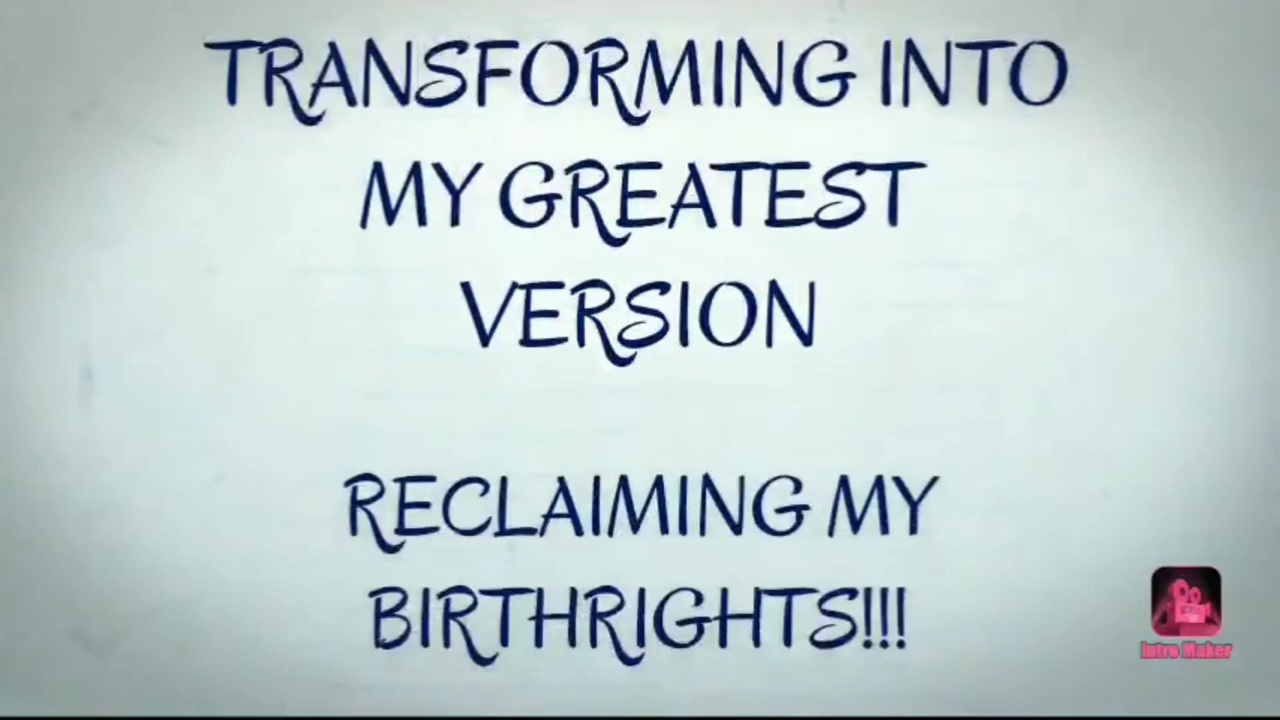 TRANSFORMING INTO
MY GREATEST
VERSION
RECLAIMING MY
BIRTHRIGHTS!!!
Intro Maker